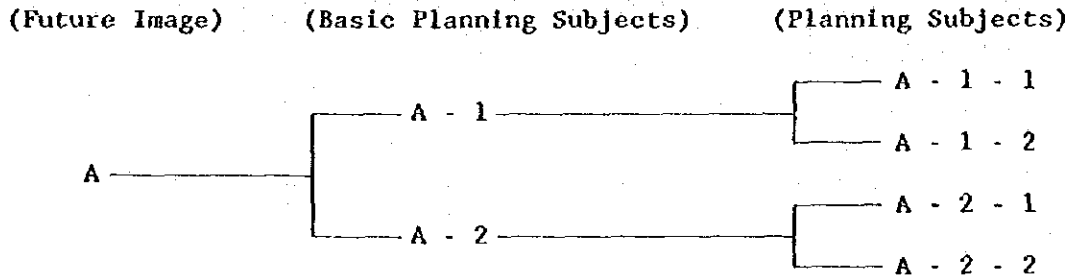 (Future Image) (Basic Planning Subjects) (Planning Subjects)
A - 1 - 1
A - 1
A - 1 - 2
A
A - 2 - 1
A - 2
A - 2 - 2